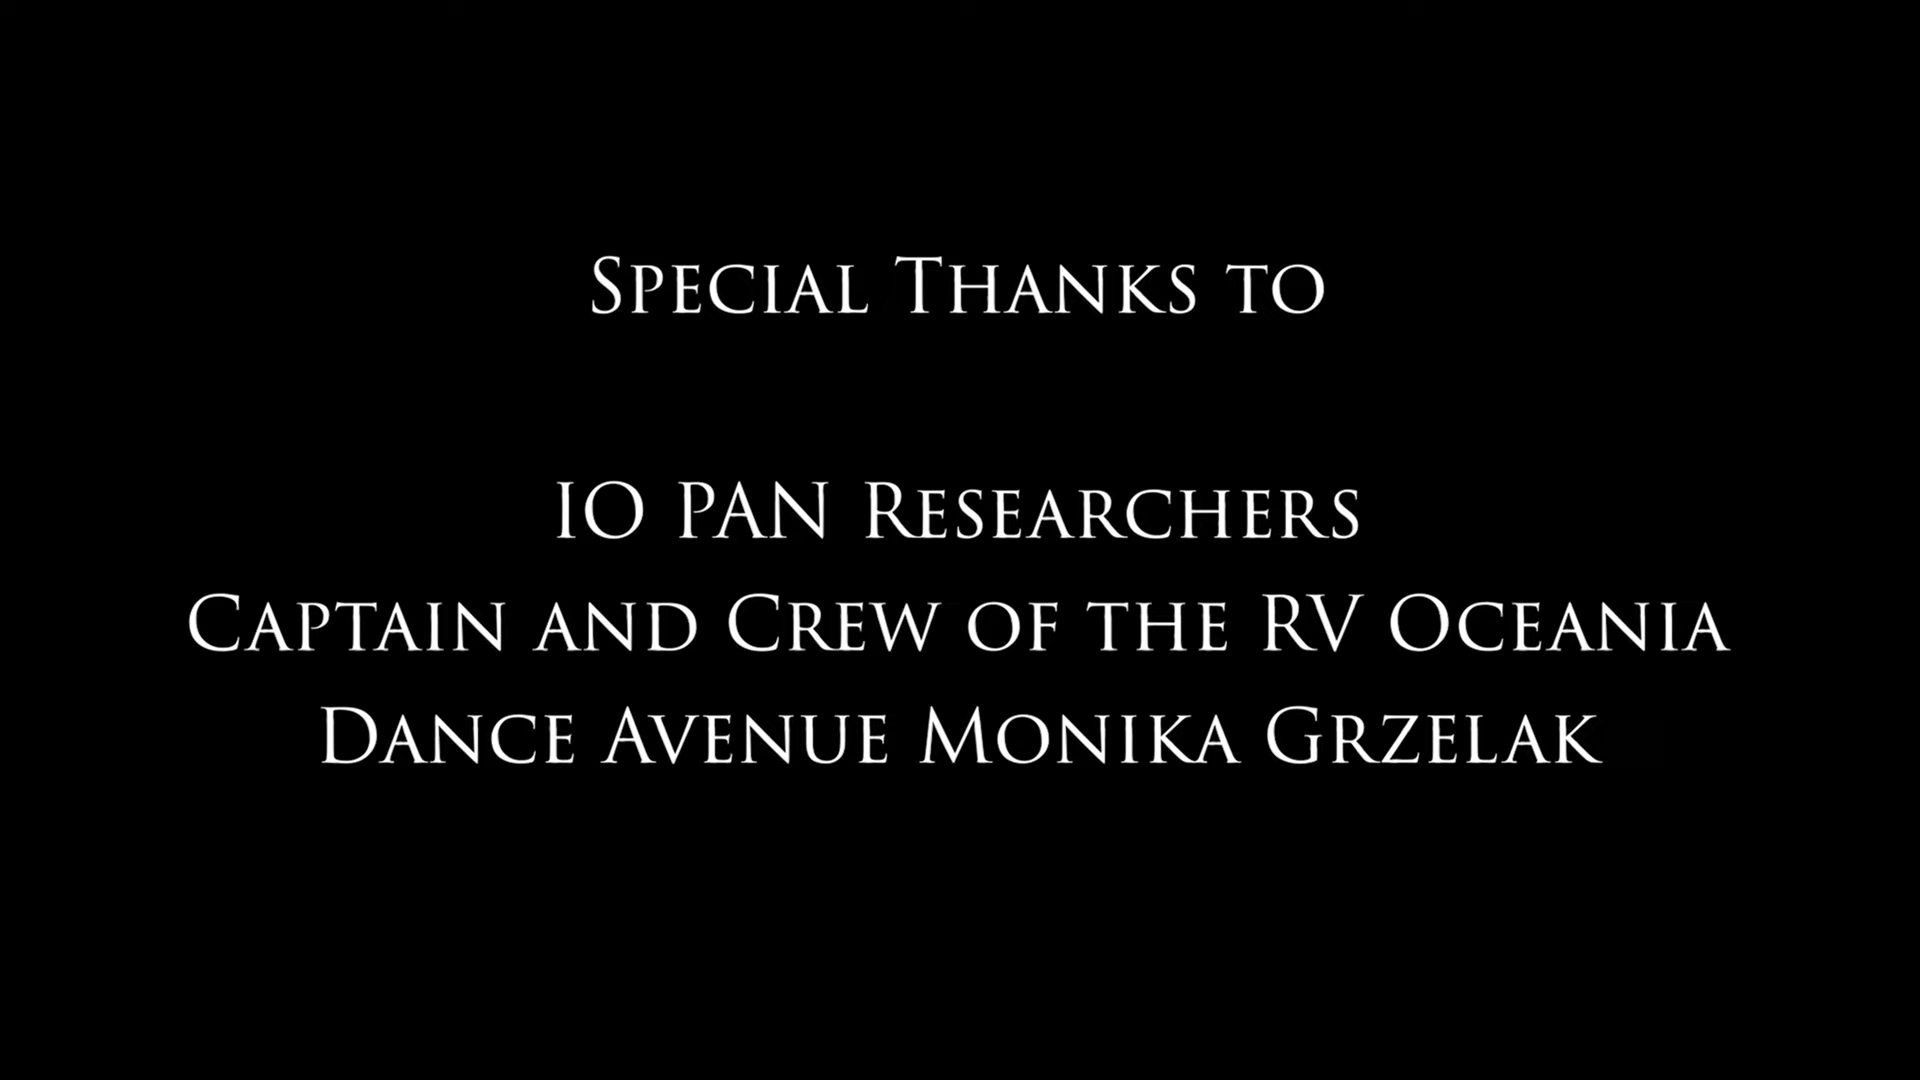 Special Thanks to
IO PAN Researchers
Captain and Crew of the RV Oceania
Dance Avenue Monika Grzelak